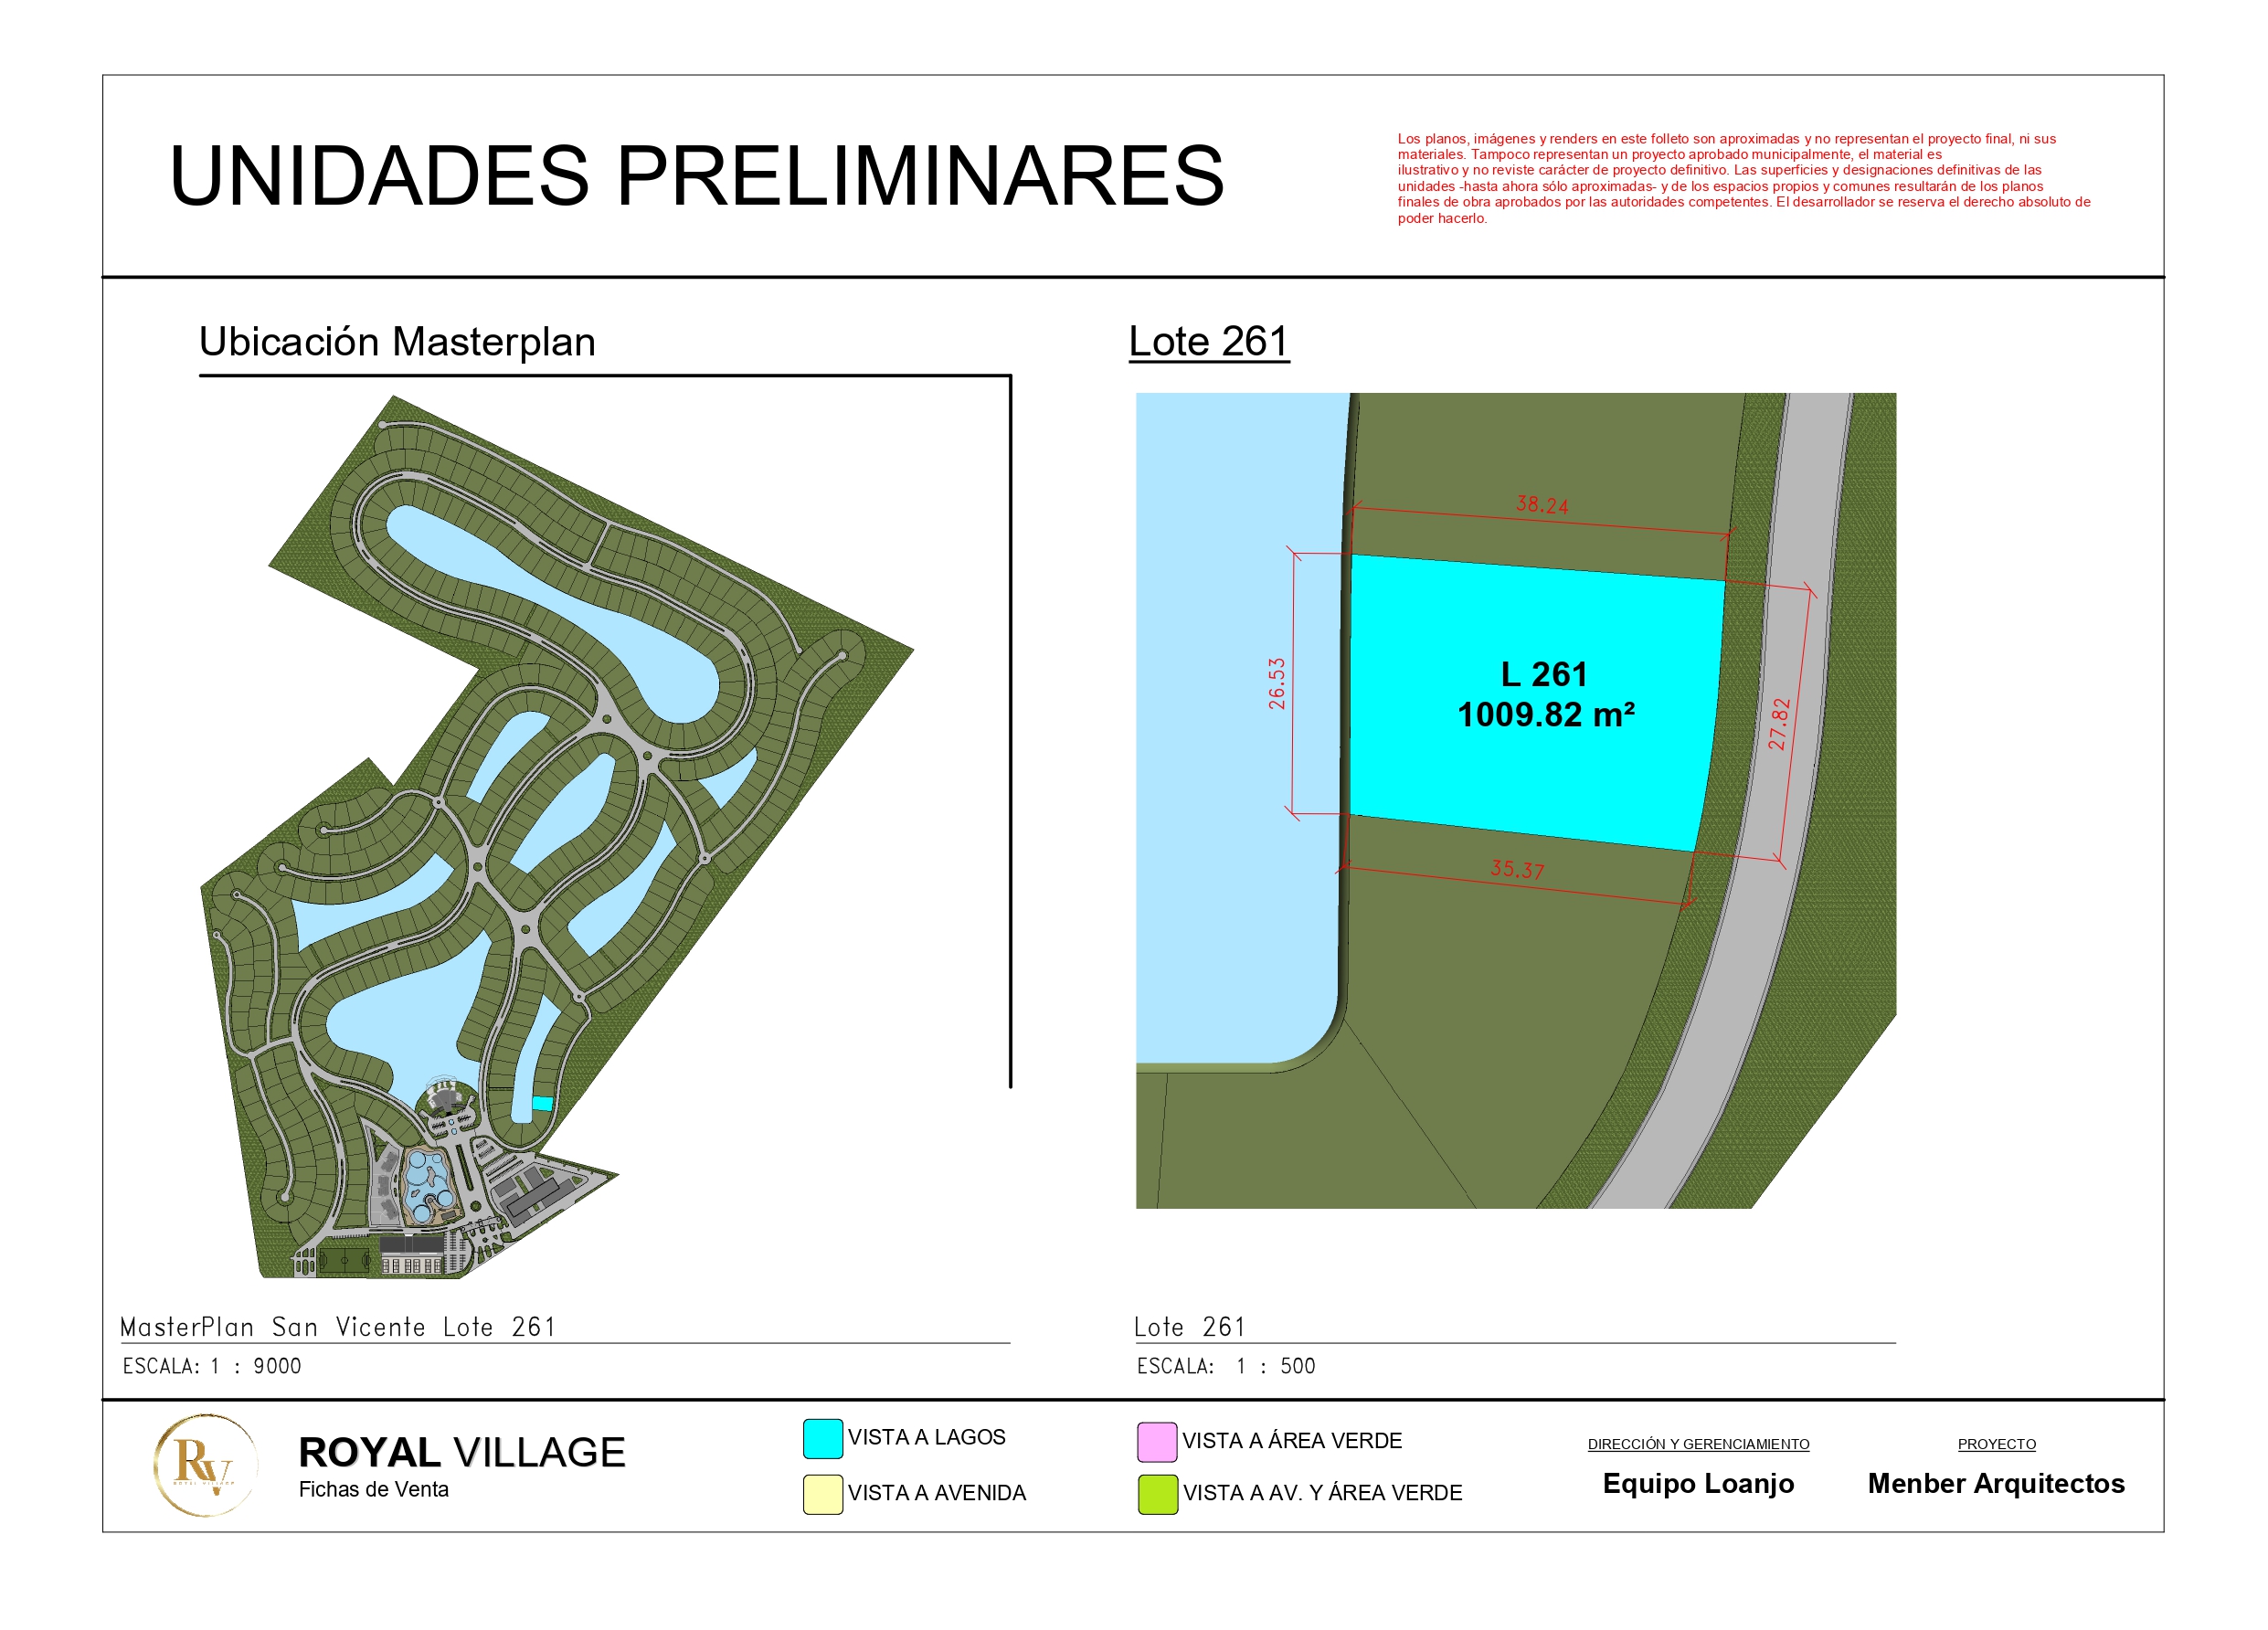 UNIDADES PRELIMINARES
Los planos, imágenes y renders en este folleto son aproximadas y no representan el proyecto final, ni sus
materiales. Tampoco representan un proyecto aprobado municipalmente, el material es
ilustrativo y no reviste carácter de proyecto definitivo. Las superficies y designaciones definitivas de las
unidades -hasta ahora sólo aproximadas- y de los espacios propios y comunes resultarán de los planos
finales de obra aprobados por las autoridades competentes. El desarrollador se reserva el derecho absoluto de
poder hacerlo.
Ubicación Masterplan
Lote 261
38.24
26.53
L 261
1009.82 m²
27.82
35.37
MasterPlan San Vicente Lote 261
ESCALA: 1 : 9000
Lote 261
ESCALA: 1 : 500
RV
ROYAL VILLAGE
ROYAL VILLAGE
Fichas de Venta
VISTA A LAGOS
VISTA A AVENIDA
VISTA A ÁREA VERDE
VISTA A AV. Y ÁREA VERDE
DIRECCIÓN Y GERENCIAMIENTO
Equipo Loanjo
PROYECTO
Menber Arquitectos